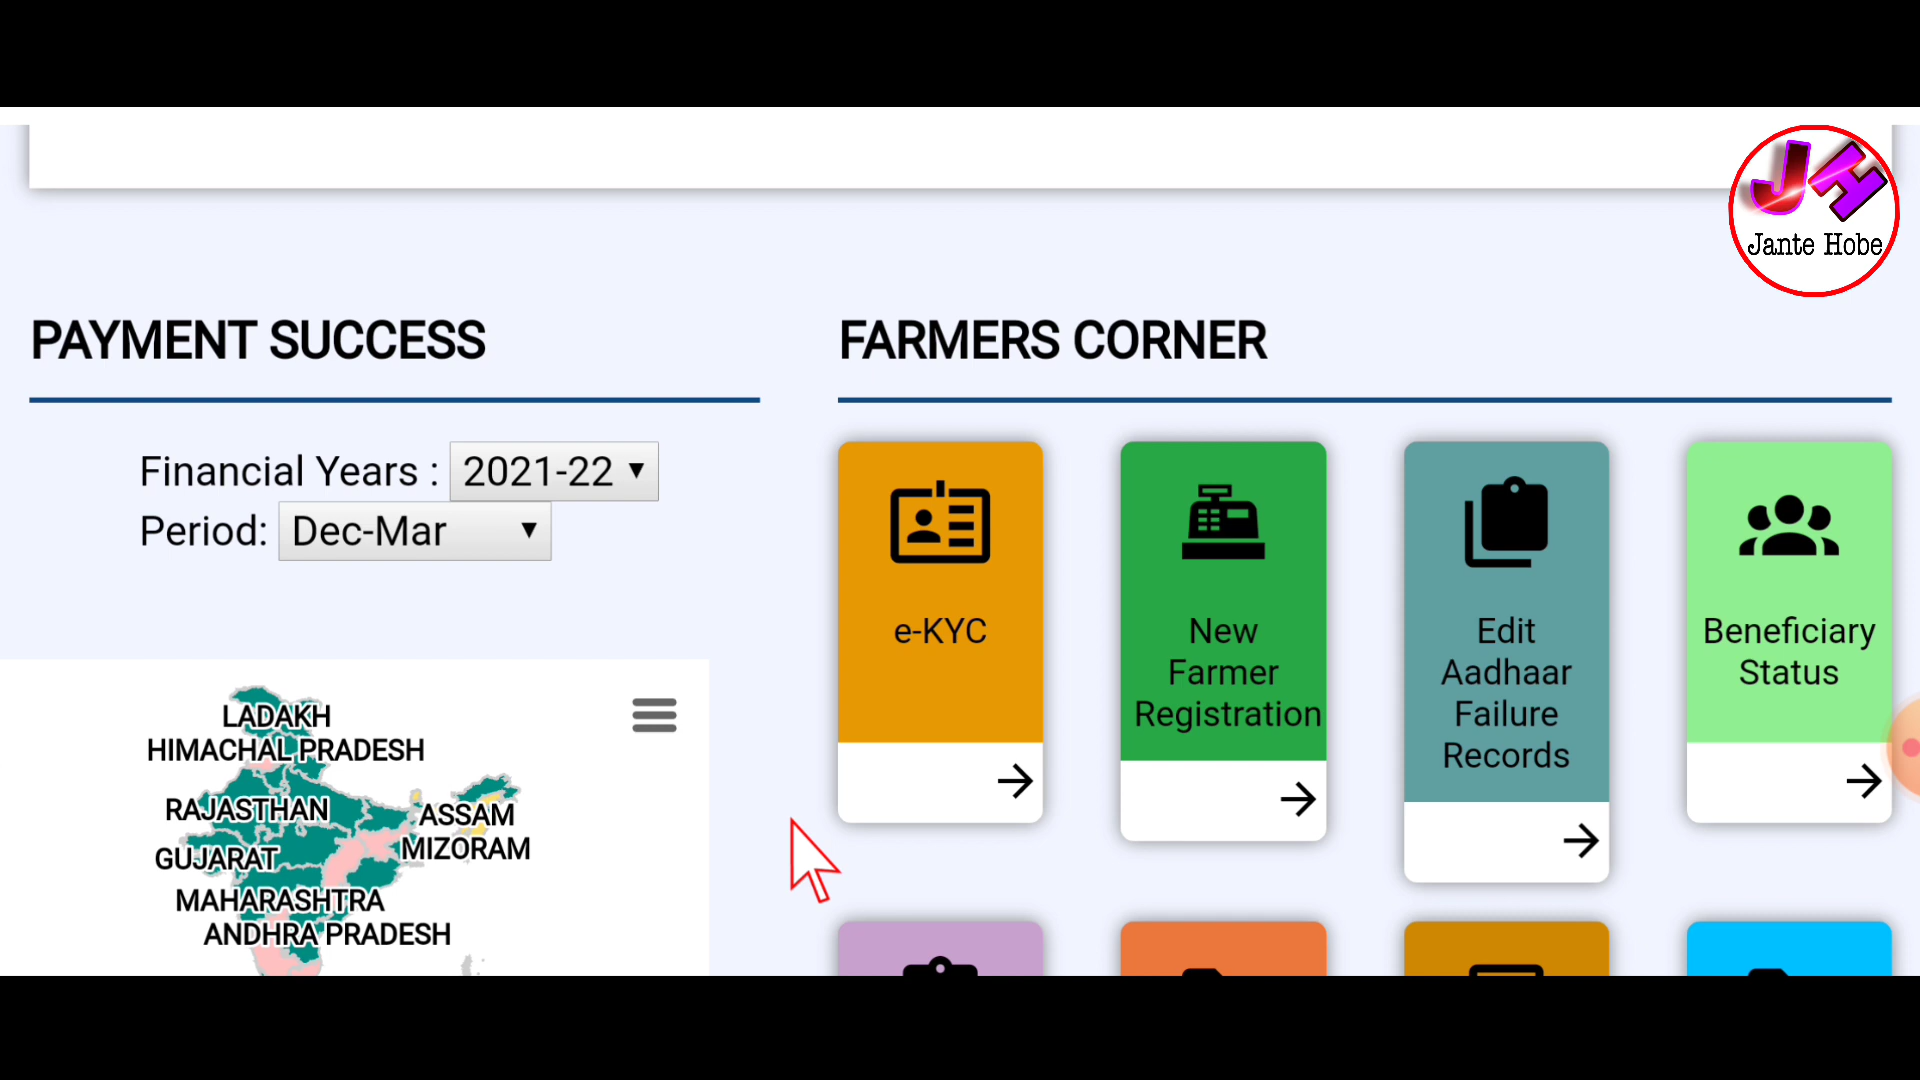 JH
Jante Hobe
PAYMENT SUCCESS
Financial Years : 2021-22
Period: Dec-Mar
LADAKH
HIMACHAL PRADESH
RAJASTHAN
ASSAM
GUJARAT
MIZORAM
MAHARASHTRA
ANDHRA PRADESH
FARMERS CORNER
e-KYC
New
Farmer
Registration
Edit
Aadhaar
Failure
Records
Beneficiary
Status